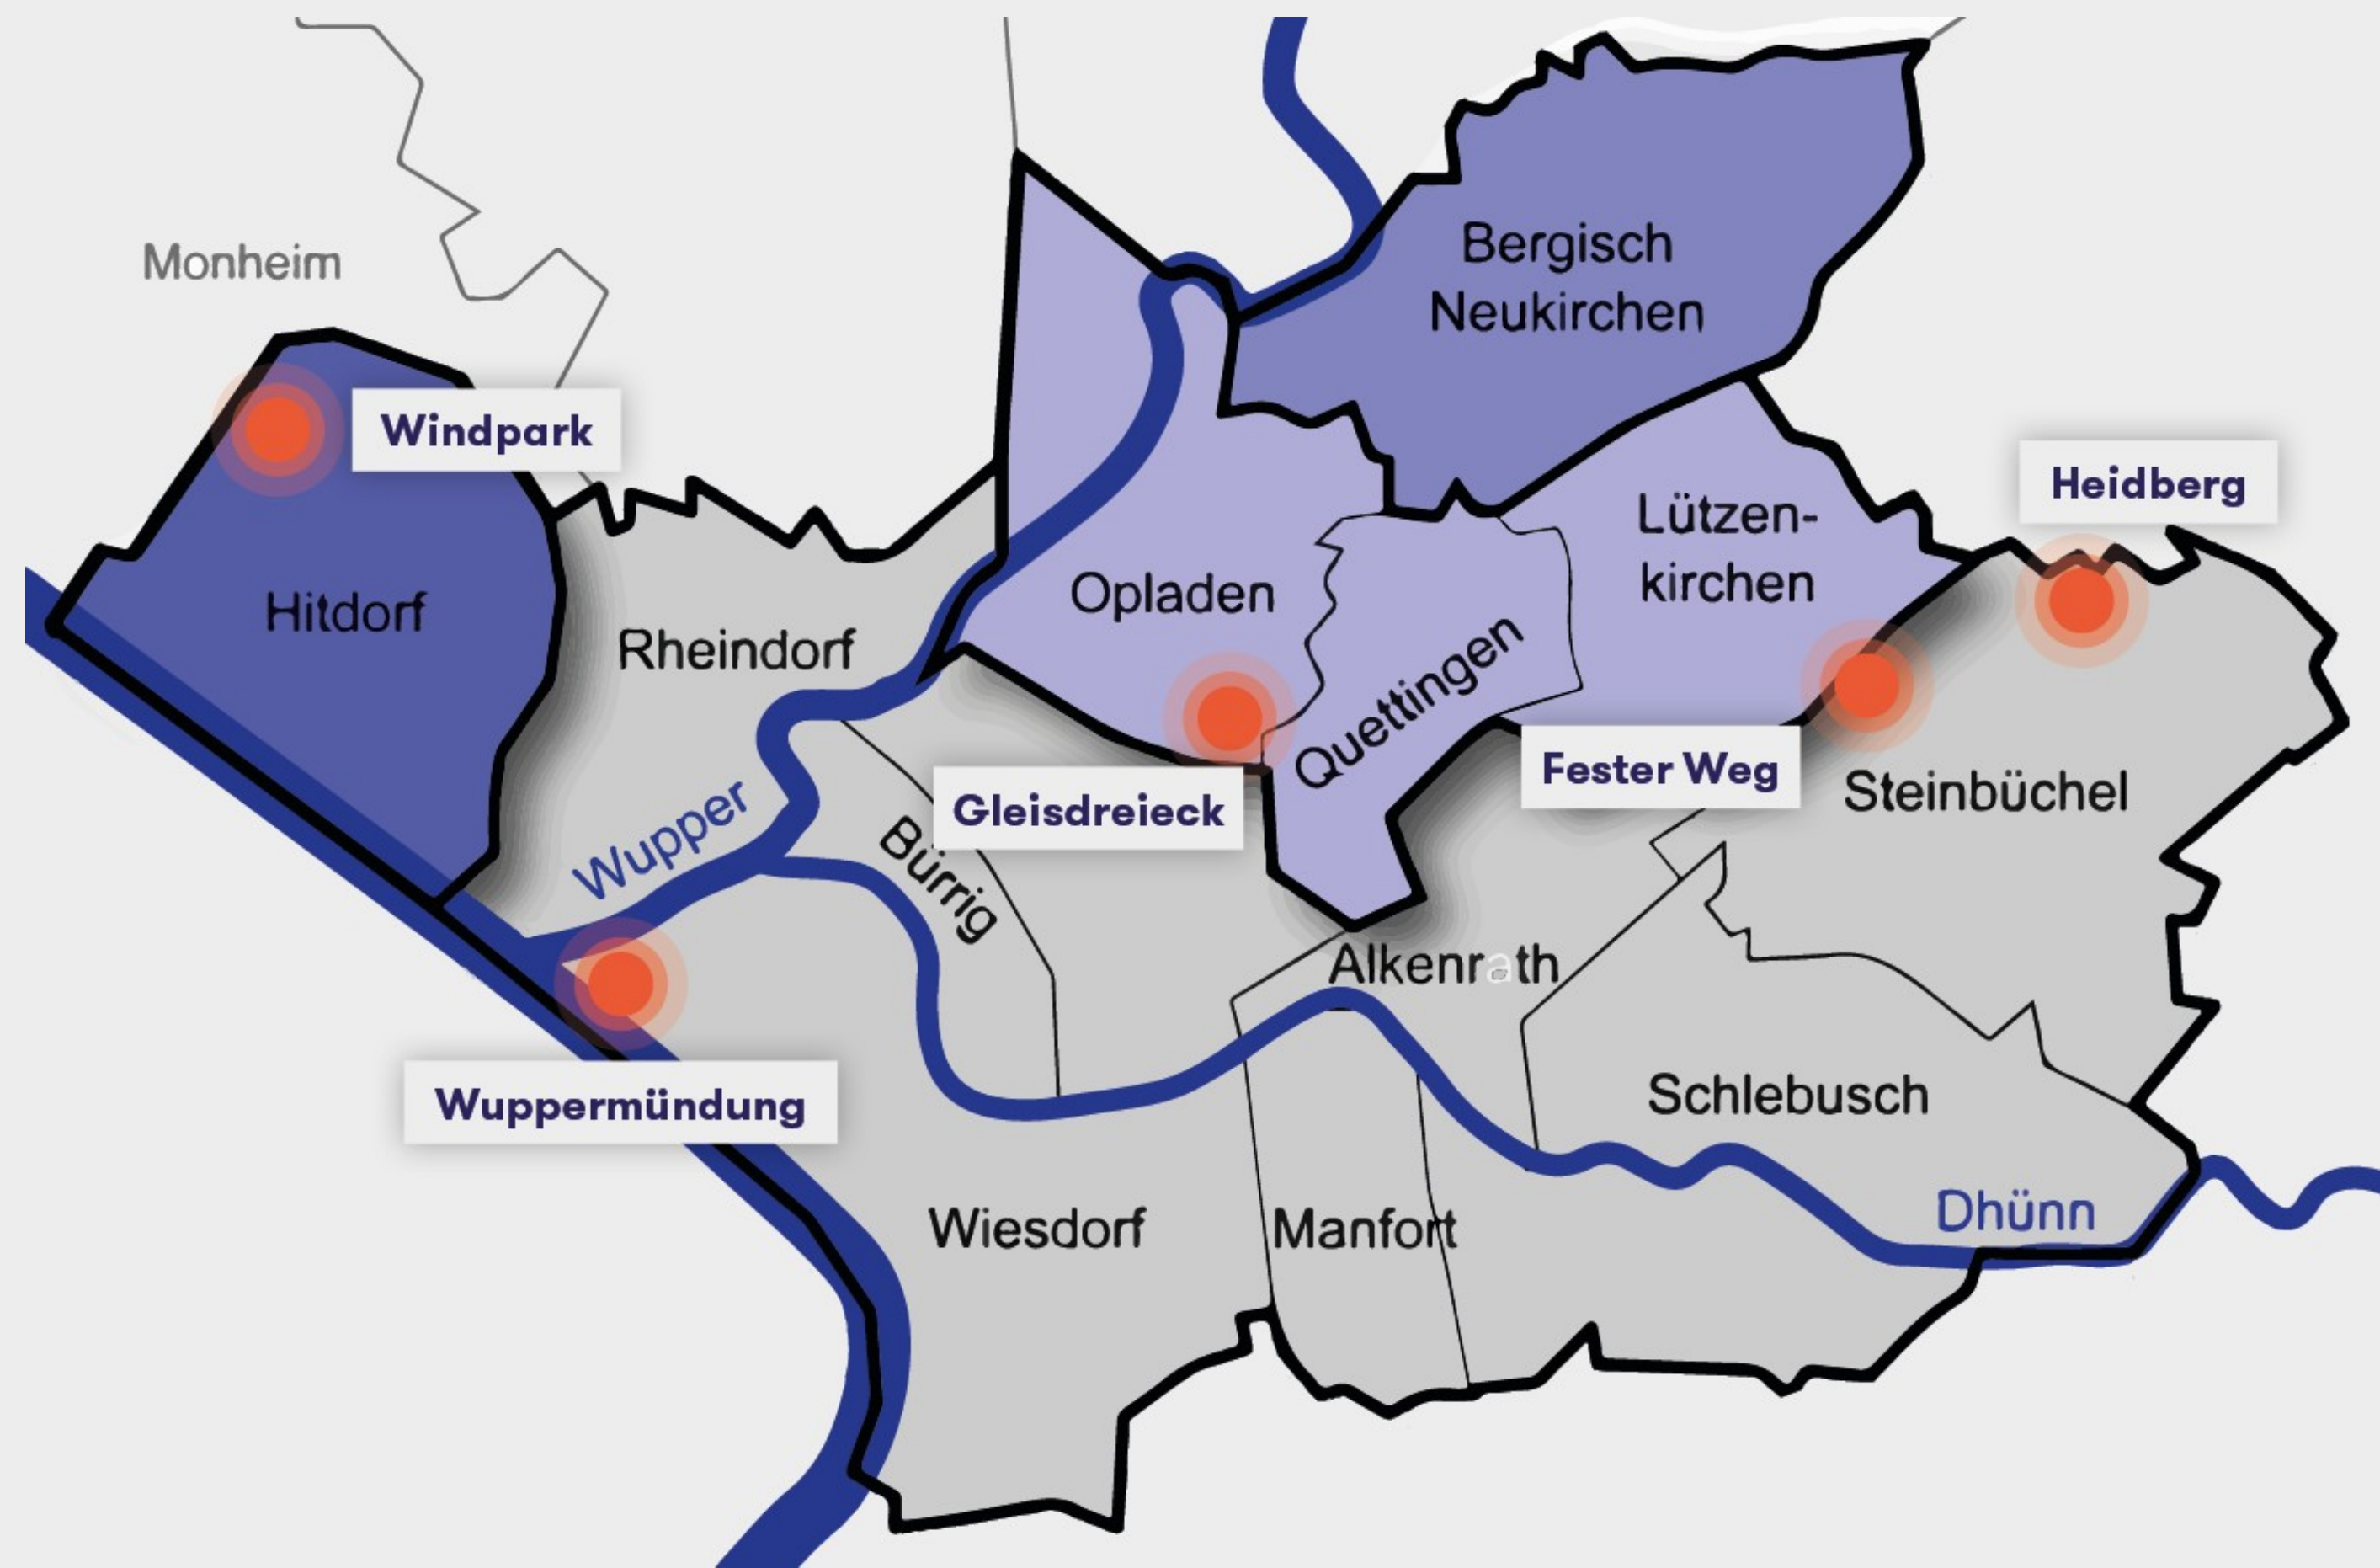 Monheim
Bergisch
Neukirchen
Windpark
Heidberg
Lützen-
kirchen
Hitdorf
Opladen
Rheindorf
Quettingen
Fester Weg
Steinbüchel
Gleisdreieck
Wupper
Bürrig
Alkenrath
Wuppermündung
Schlebusch
Dhünn
Wiesdorf
Manfort